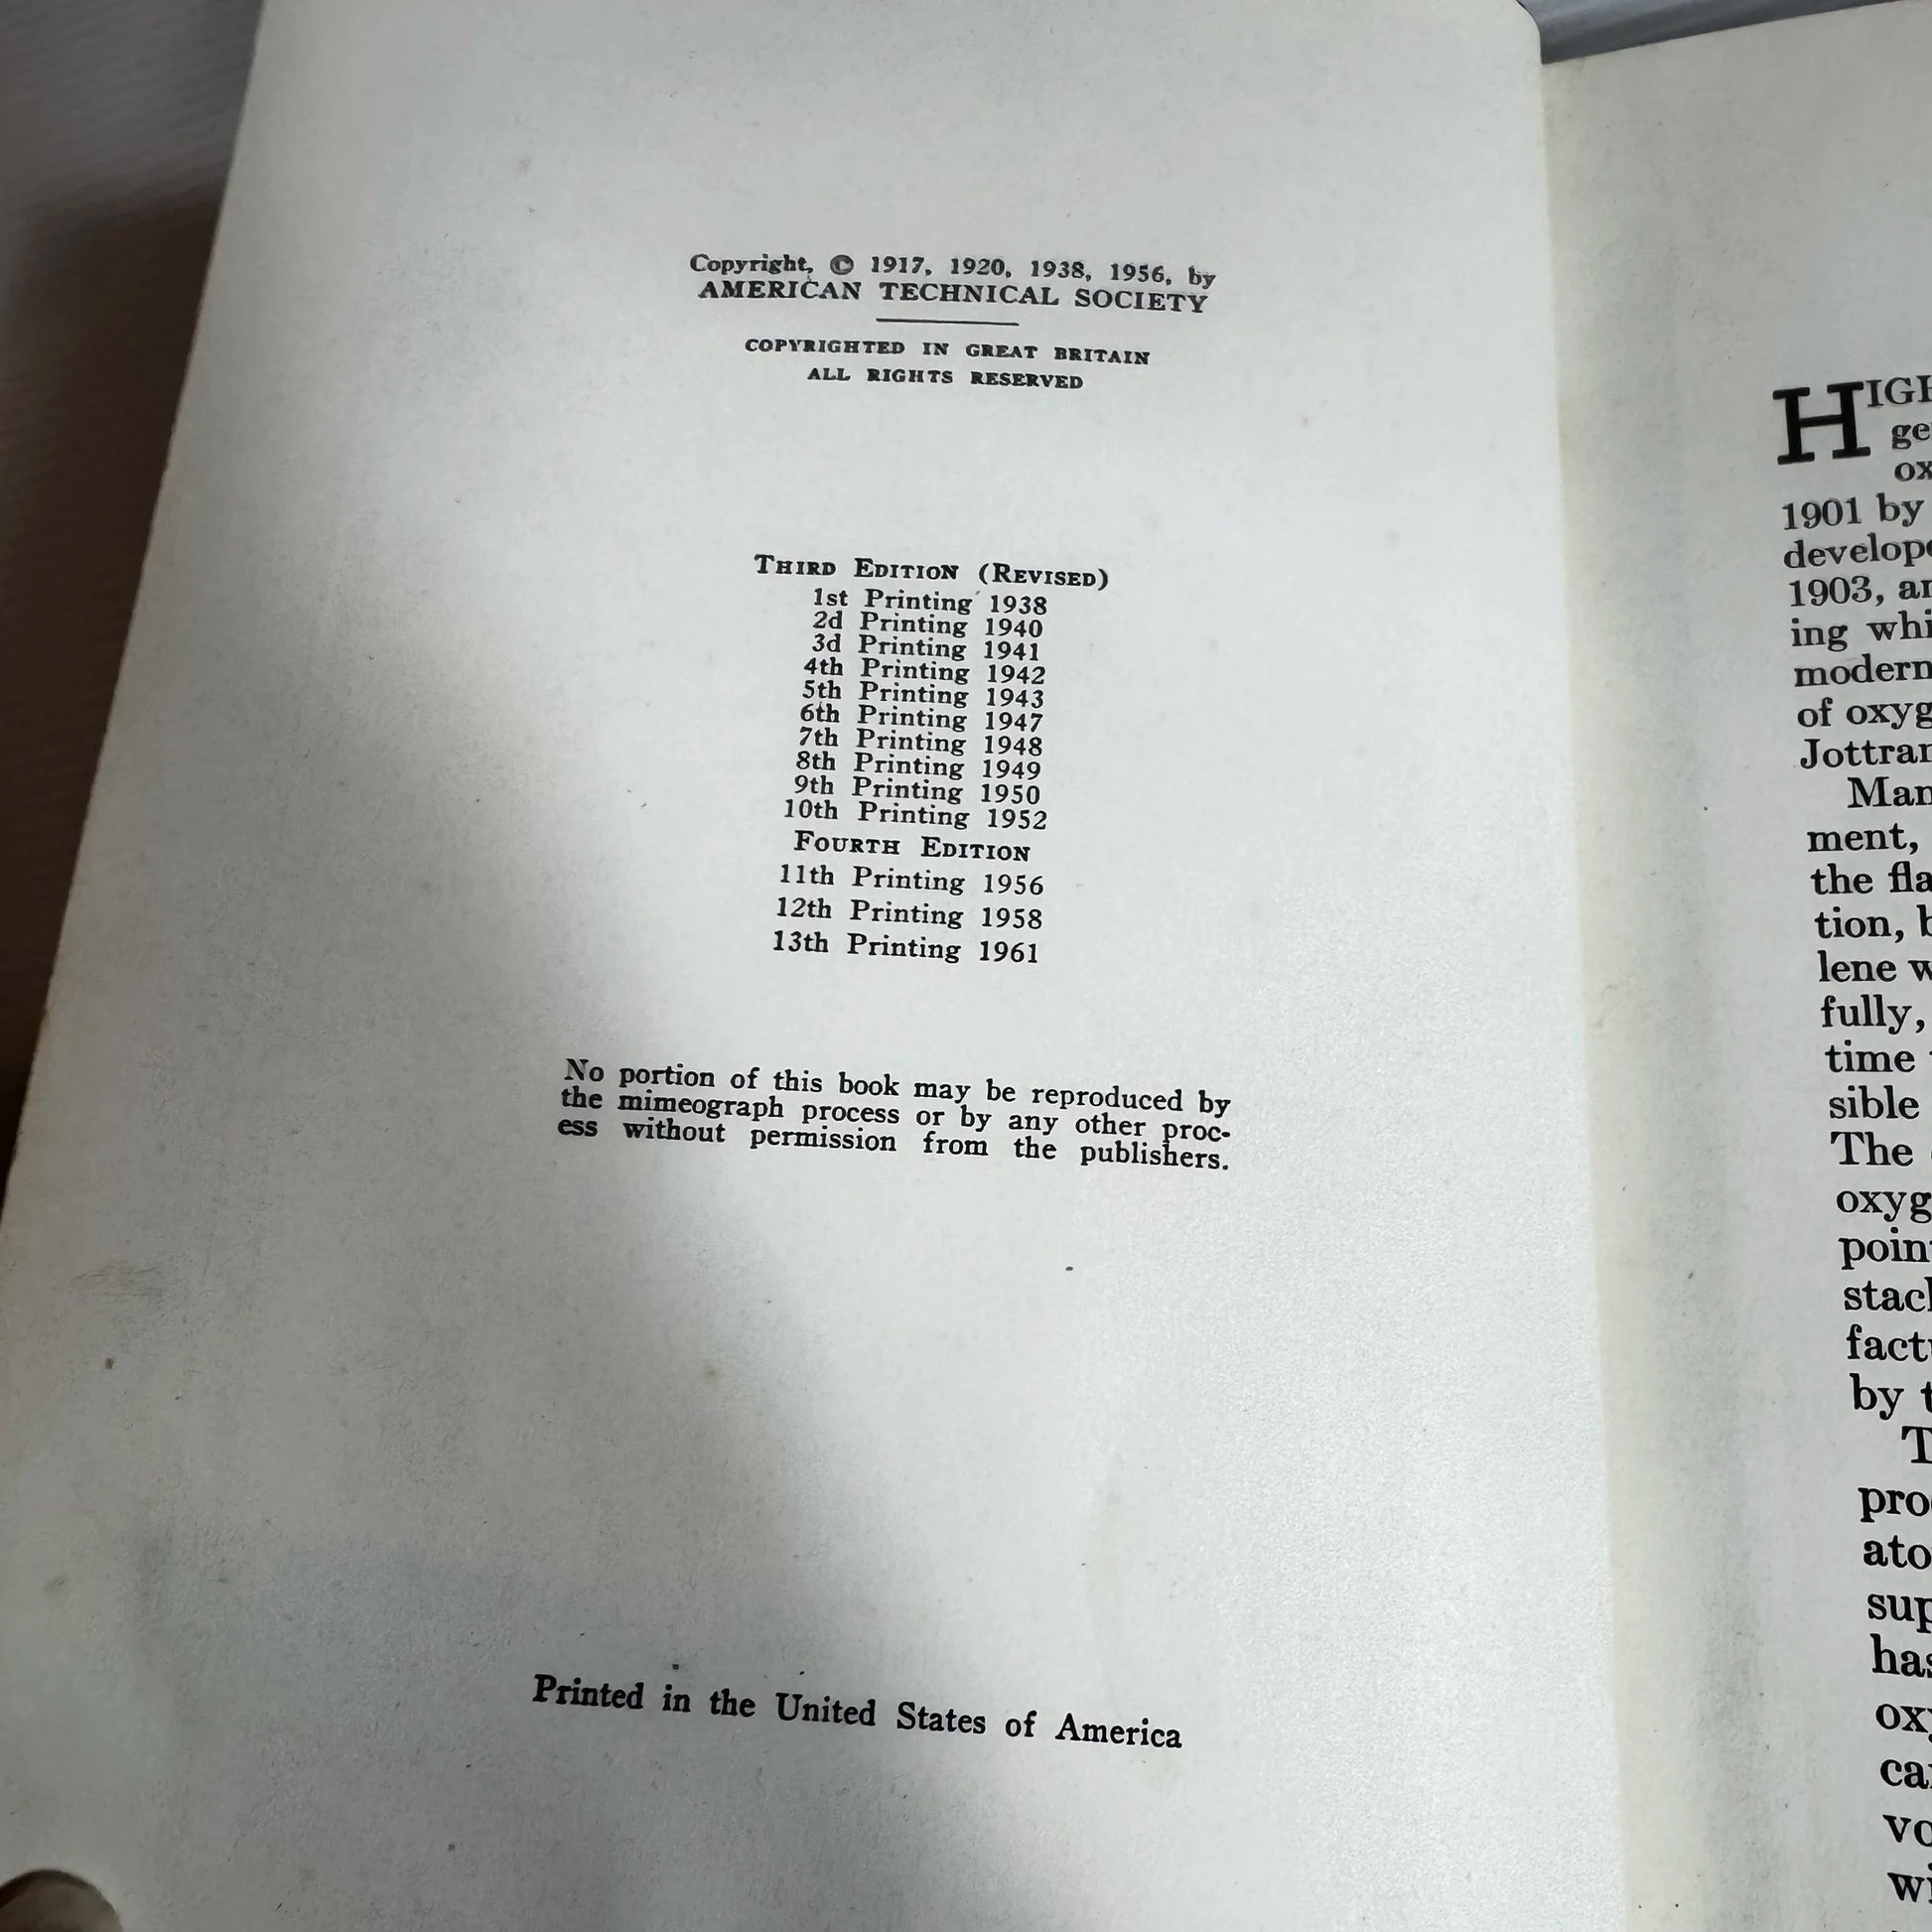 Copyright, © 1917, 1920, 1938, 1956, by
AMERICAN TECHNICAL SOCIETY
COPYRIGHTED IN GREAT BRITAIN
ALL RIGHTS RESERVED
THIRD EDITION (REVISED)
1st Printing 1938
2d Printing 1940
3d Printing 1941
4th Printing 1942
5th Printing 1943
6th Printing 1947
7th Printing 1948
8th Printing 1949
9th Printing 1950
10th Printing 1952
FOURTH EDITION
11th Printing 1956
12th Printing 1958
13th Printing 1961
No portion of this book may be reproduced by
the mimeograph process or by any other proc-
ess without permission from the publishers.
Printed in the United States of America
1901 by
1903,
ing
modern
of
ment,
the
tion,
lene
fully,
time
sible
The
by